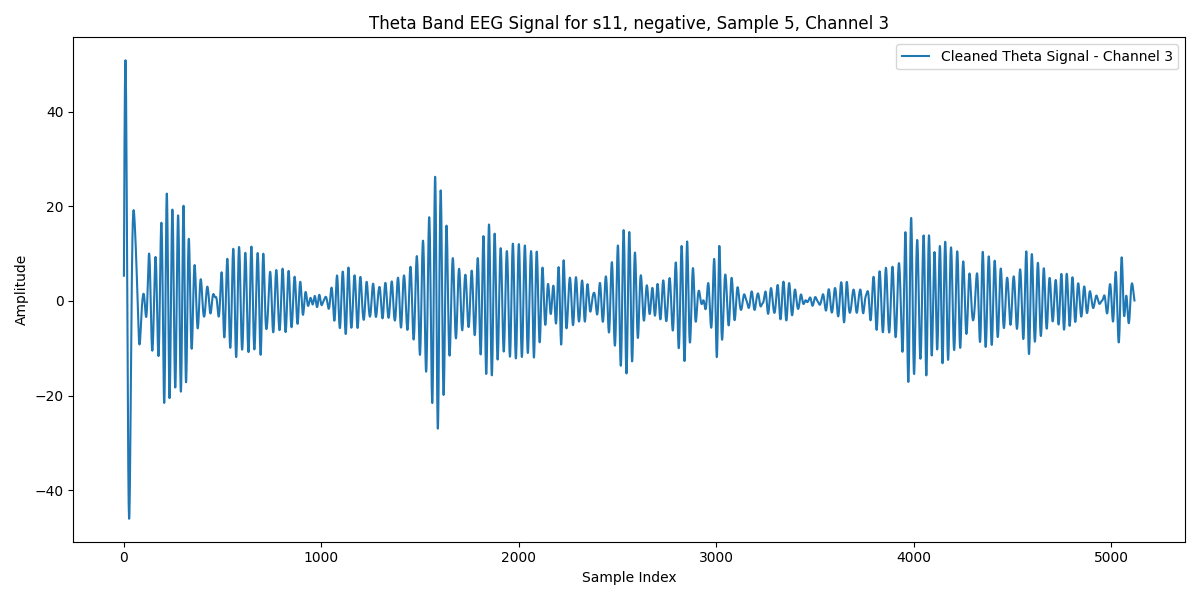 Theta Band EEG Signal for s11, negative, Sample 5, Channel 3
Cleaned Theta Signal - Channel 3
Amplitude
40
20
0
−20
−40
0 1000 2000 3000 4000 5000
Sample Index